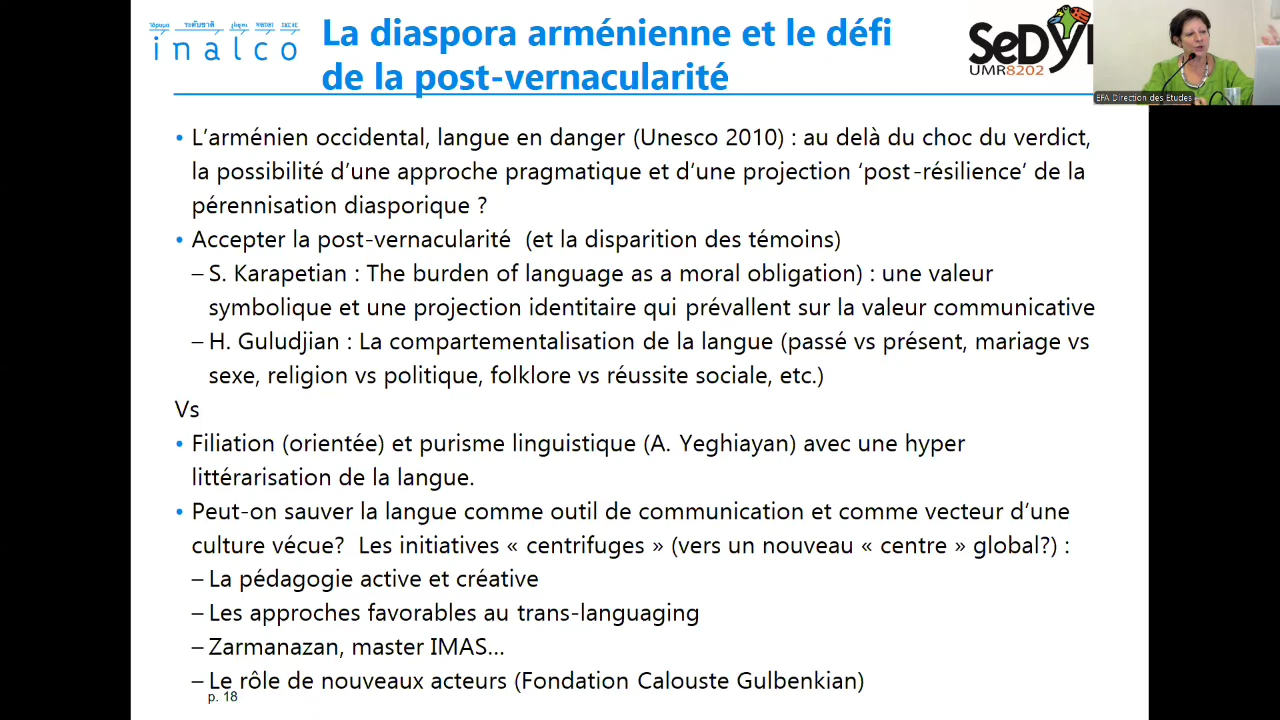 inalco
La diaspora arménienne et le défi
de la post-vernacularité
SeDyL
UMR8202
EFA Direction des Etudes
• L’arménien occidental, langue en danger (Unesco 2010) : au delà du choc du verdict,
la possibilité d’une approche pragmatique et d’une projection ‘post-résilience’ de la
pérennisation diasporique ?
• Accepter la post-vernacularité (et la disparition des témoins)
– S. Karapetian : The burden of language as a moral obligation) : une valeur
symbolique et une projection identitaire qui prévallent sur la valeur communicative
– H. Guludjian : La compartementalisation de la langue (passé vs présent, mariage vs
sexe, religion vs politique, folklore vs réussite sociale, etc.)
Vs
• Filiation (orientée) et purisme linguistique (A. Yeghiayan) avec une hyper
littérarisation de la langue.
• Peut-on sauver la langue comme outil de communication et comme vecteur d’une
culture vécue? Les initiatives « centrifuges » (vers un nouveau « centre » global?) :
– La pédagogie active et créative
– Les approches favorables au trans-languaging
– Zarmanazan, master IMAS…
– Le rôle de nouveaux acteurs (Fondation Calouste Gulbenkian)
p. 18